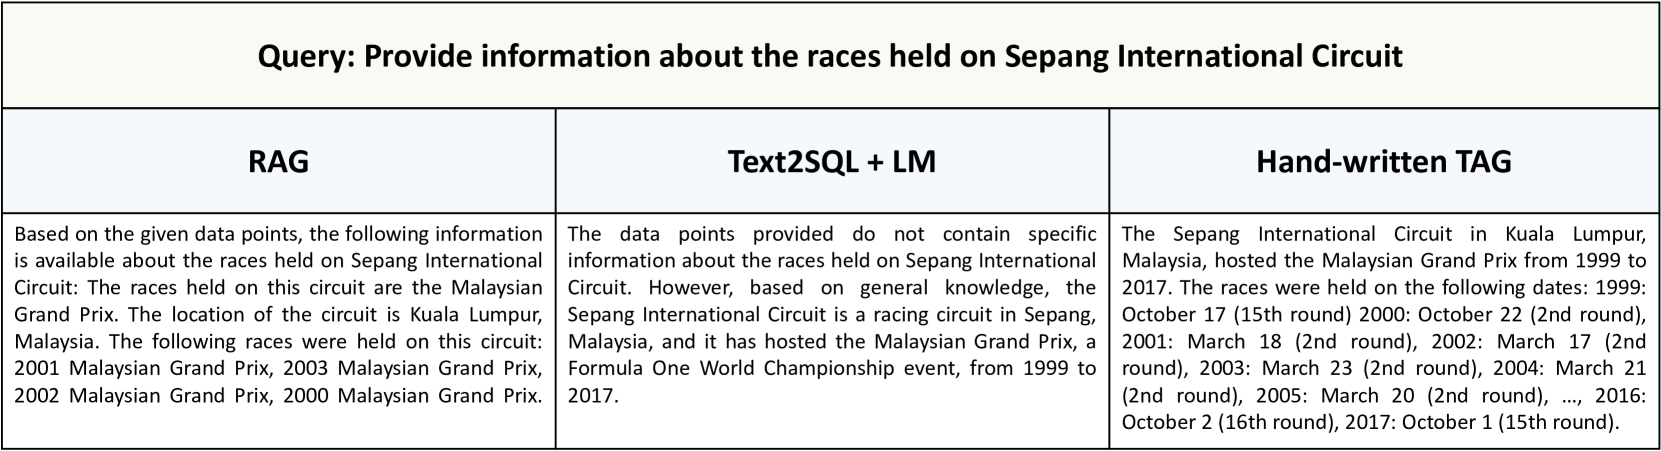 Query: Provide information about the races held on Sepang International Circuit
RAG
Based on the given data points, the following information
is available about the races held on Sepang International
Circuit: The races held on this circuit are the Malaysian
Grand Prix. The location of the circuit is Kuala Lumpur,
Malaysia. The following races were held on this circuit:
2001 Malaysian Grand Prix, 2003 Malaysian Grand Prix,
2002 Malaysian Grand Prix, 2000 Malaysian Grand Prix.
Text2SQL + LM
The data points provided do not contain specific
information about the races held on Sepang International
Circuit. However, based on general knowledge, the
Sepang International Circuit is a racing circuit in Sepang,
Malaysia, and it has hosted the Malaysian Grand Prix, a
Formula One World Championship event, from 1999 to
2017.
Hand-written TAG
The Sepang International Circuit in Kuala Lumpur,
Malaysia, hosted the Malaysian Grand Prix from 1999 to
2017. The races were held on the following dates: 1999:
October 17 (15th round) 2000: October 22 (2nd round),
2001: March 18 (2nd round), 2002: March 17 (2nd
round), 2003: March 23 (2nd round), 2004: March 21
(2nd round), 2005: March 20 (2nd round), ..., 2016:
October 2 (16th round), 2017: October 1 (15th round).